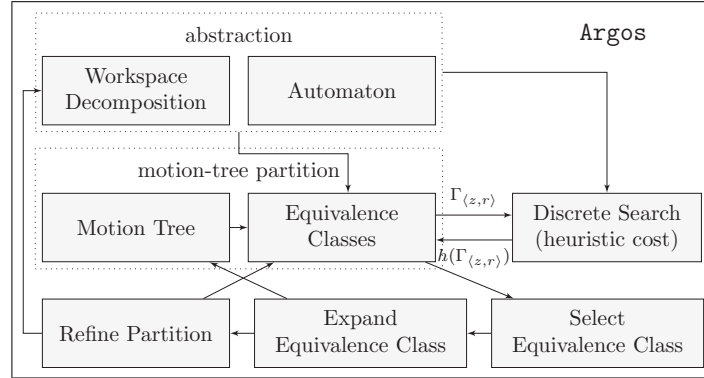 abstraction
Argos
Workspace
Decomposition
Automaton
motion-tree partition
Motion Tree
Equivalence
Classes
Γ⟨z,r⟩
h(Γ⟨z,r⟩)
Discrete Search
(heuristic cost)
Refine Partition
Expand
Equivalence Class
Select
Equivalence Class